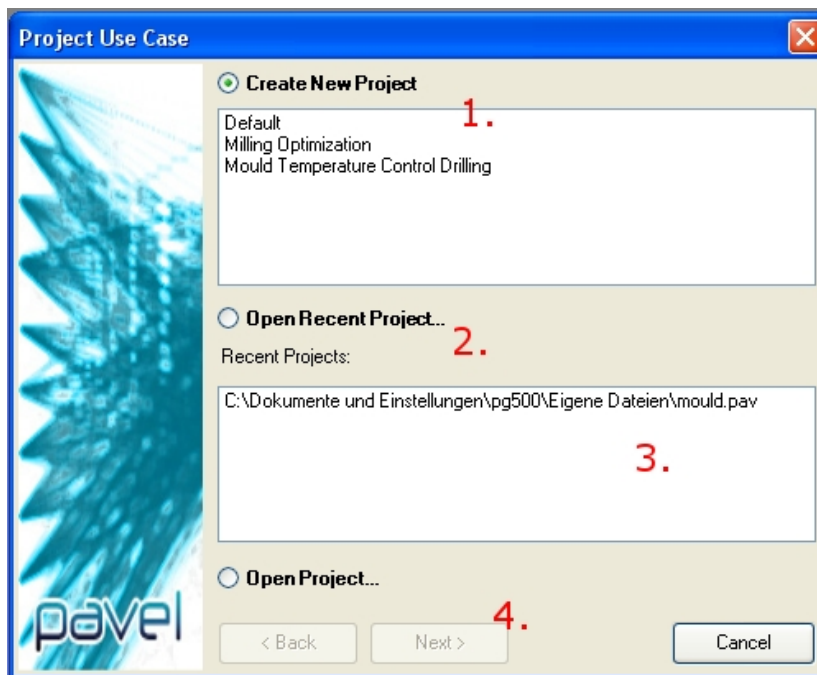 Project Use Case
Create New Project
1.
Default
Milling Optimization
Mould Temperature Control Drilling
Open Recent Project...
2.
Recent Projects:
C:\Dokumente und Einstellungen\pg500\Eigene Dateien\mould.pav
3.
Open Project...
4.
pavel
< Back
Next >
Cancel